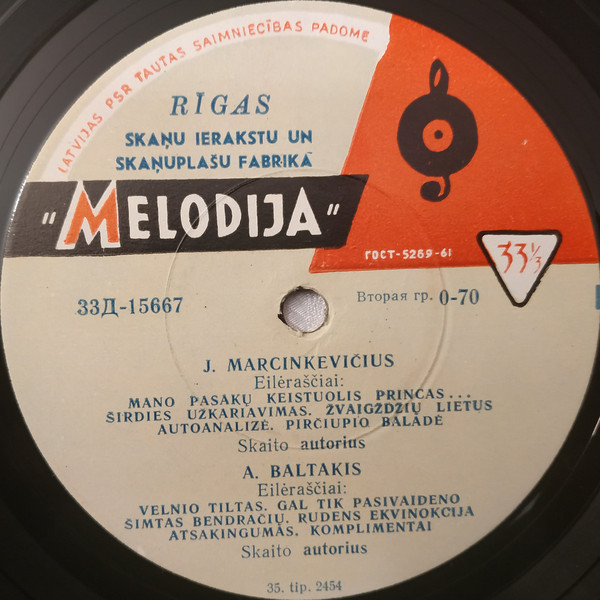 LATVIJAS PSR TAUTAS SAIMNIECĪBAS PADOME
RĪGAS
SKAŅU IERAKSTU UN
SKAŅUPLAŠU FABRIKA
"MELODIJA"
ГОСТ-5289-61
33⅓
33Д-15667
Вторая гр. 0-70
J. MARCINKEVIČIUS
Eilėraščiai:
MANO PASAKŲ KEISTUOLIS PRINCAS...
ŠIRDIES UŽKARIAVIMAS. ŽVAIGŽDŽIŲ LIETUS
AUTOANALIZĖ. PIRČIUPIO BALADĖ
Skaito autorius
A. BALTAKIS
Eilėraščiai:
VELNIO TILTAS. GAL TIK PASIVAIDENO
ŠIMTAS BENDRAČIŲ. RUDENS EKVINOKCIJA
ATSAKINGUMAS. KOMPLIMENTAI
Skaito autorius
35. tip. 2454